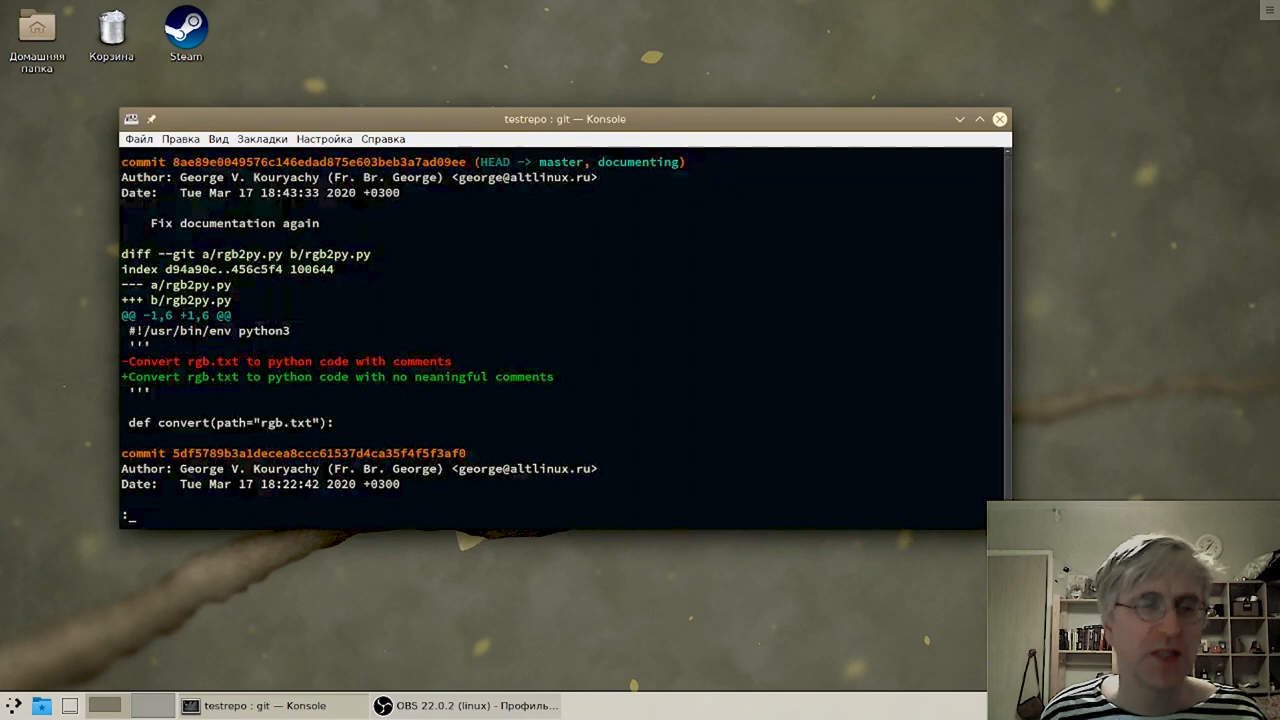 Домашняя папка
Корзина
Steam
testrepo : git — Konsole
Файл Правка Вид Закладки Настройка Справка
commit 8ae89e0049576c146edad875e603beb3a7ad09ee (HEAD -> master, documenting)
Author: George V. Kouryachy (Fr. Br. George) <george@altlinux.ru>
Date:   Tue Mar 17 18:43:33 2020 +0300
    Fix documentation again
diff --git a/rgb2py.py b/rgb2py.py
index d94a90c..456c5f4 100644
--- a/rgb2py.py
+++ b/rgb2py.py
@@ -1,6 +1,6 @@
 #!/usr/bin/env python3
 '''
-Convert rgb.txt to python code with comments
+Convert rgb.txt to python code with no neaningful comments
 '''
 def convert(path="rgb.txt"):
commit 5df5789b3a1decea8ccc61537d4ca35f4f5f3af0
Author: George V. Kouryachy (Fr. Br. George) <george@altlinux.ru>
Date:   Tue Mar 17 18:22:42 2020 +0300
:_
testrepo : git — Konsole
OBS 22.0.2 (linux) - Профиль...